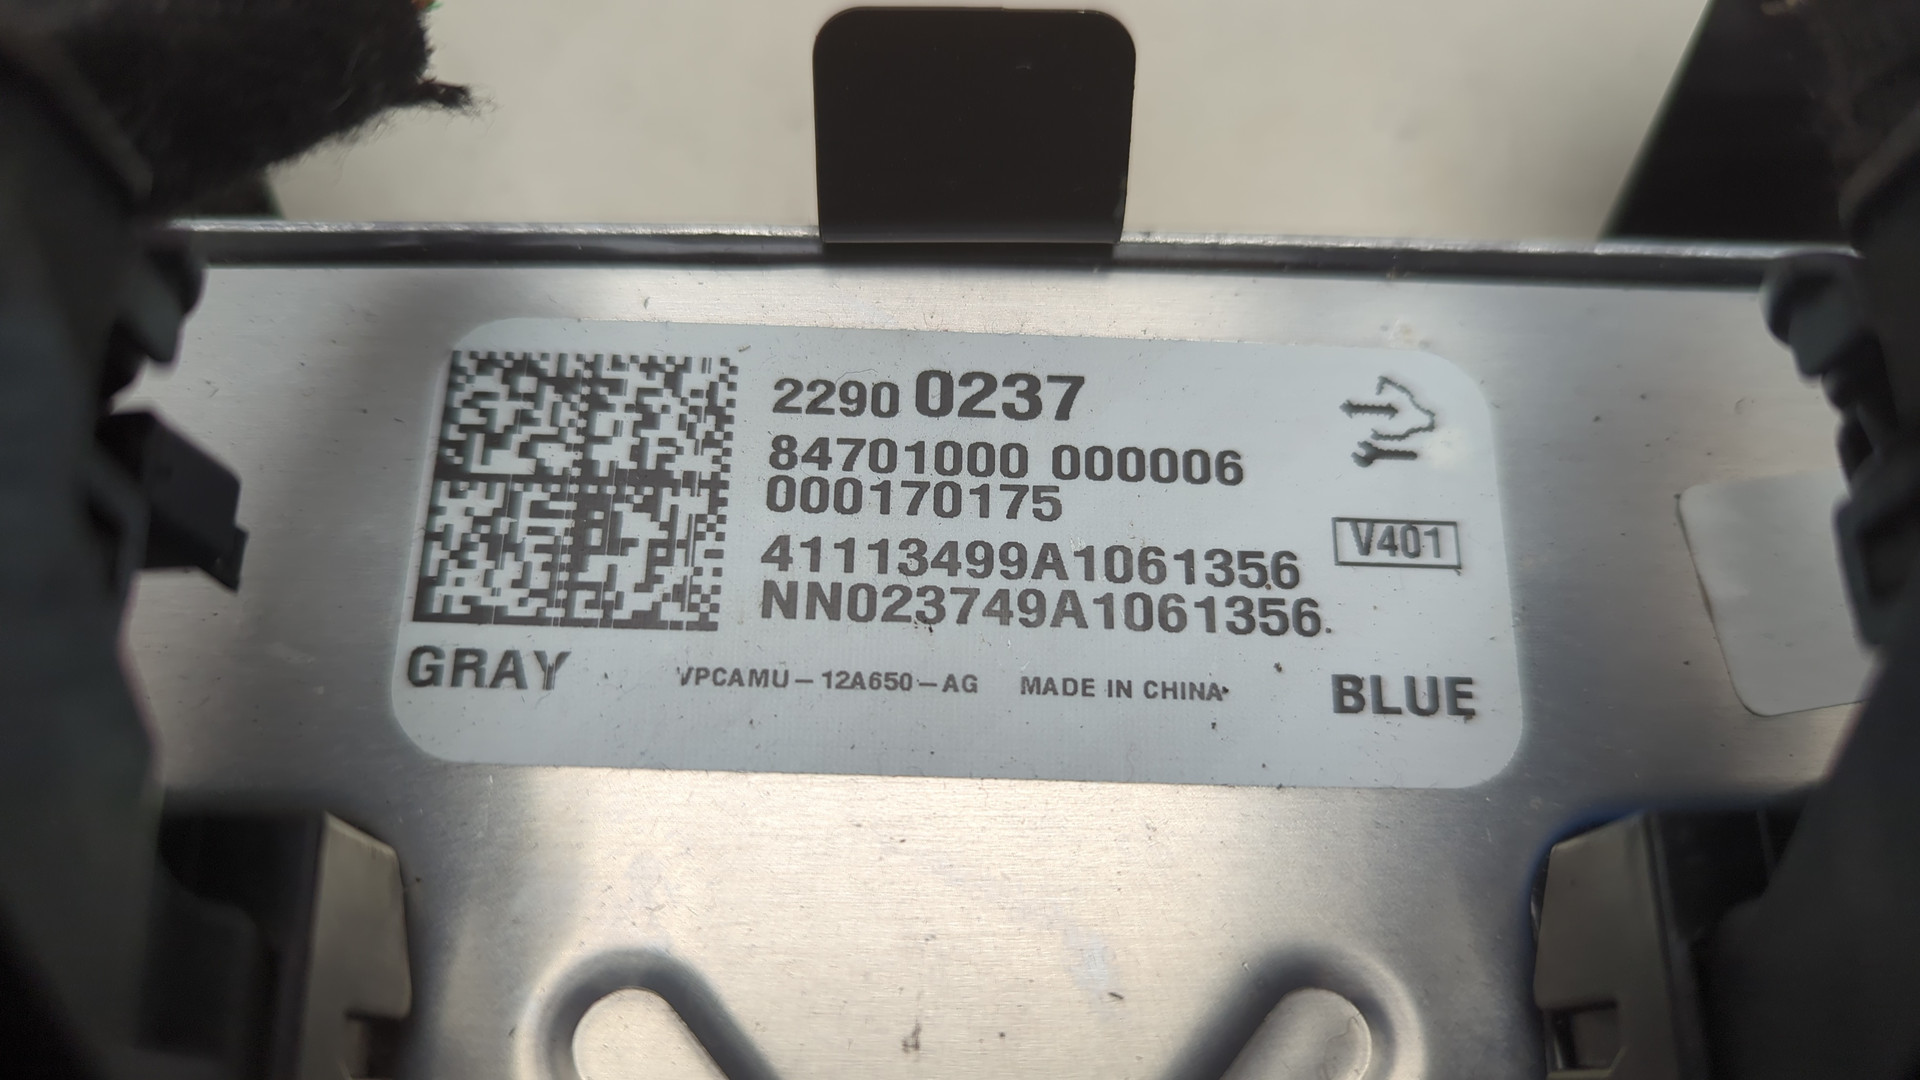 2290 0237
84701000 000006
000170175
41113499A1061356
NN023749A1061356
V401
GRAY
VPCAMU-12A650-AG MADE IN CHINA
BLUE